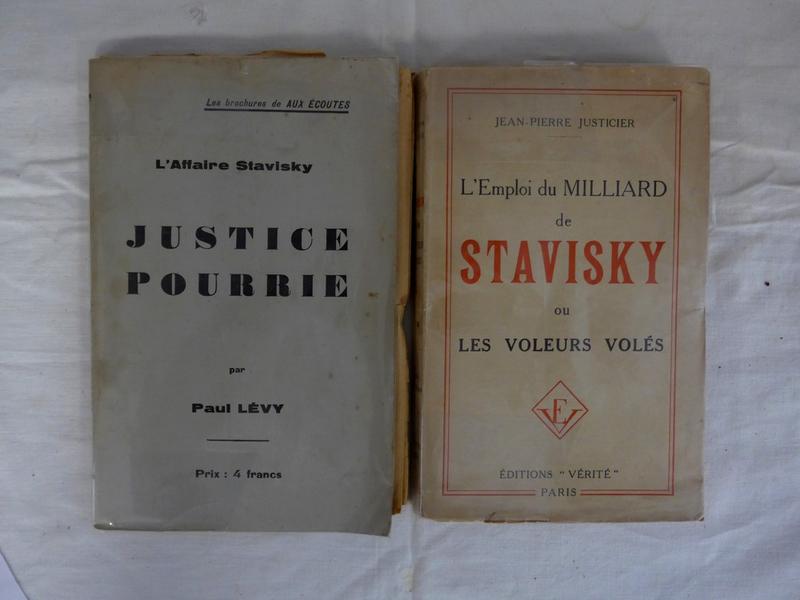 Les brochures de AUX ÉCOUTES
L'Affaire Stavisky
JUSTICE
POURRIE
par
Paul LÉVY
Prix : 4 francs
JEAN-PIERRE JUSTICIER
L'Emploi du MILLIARD
de
STAVISKY
ou
LES VOLEURS VOLÉS
EV
ÉDITIONS "VÉRITÉ"
PARIS